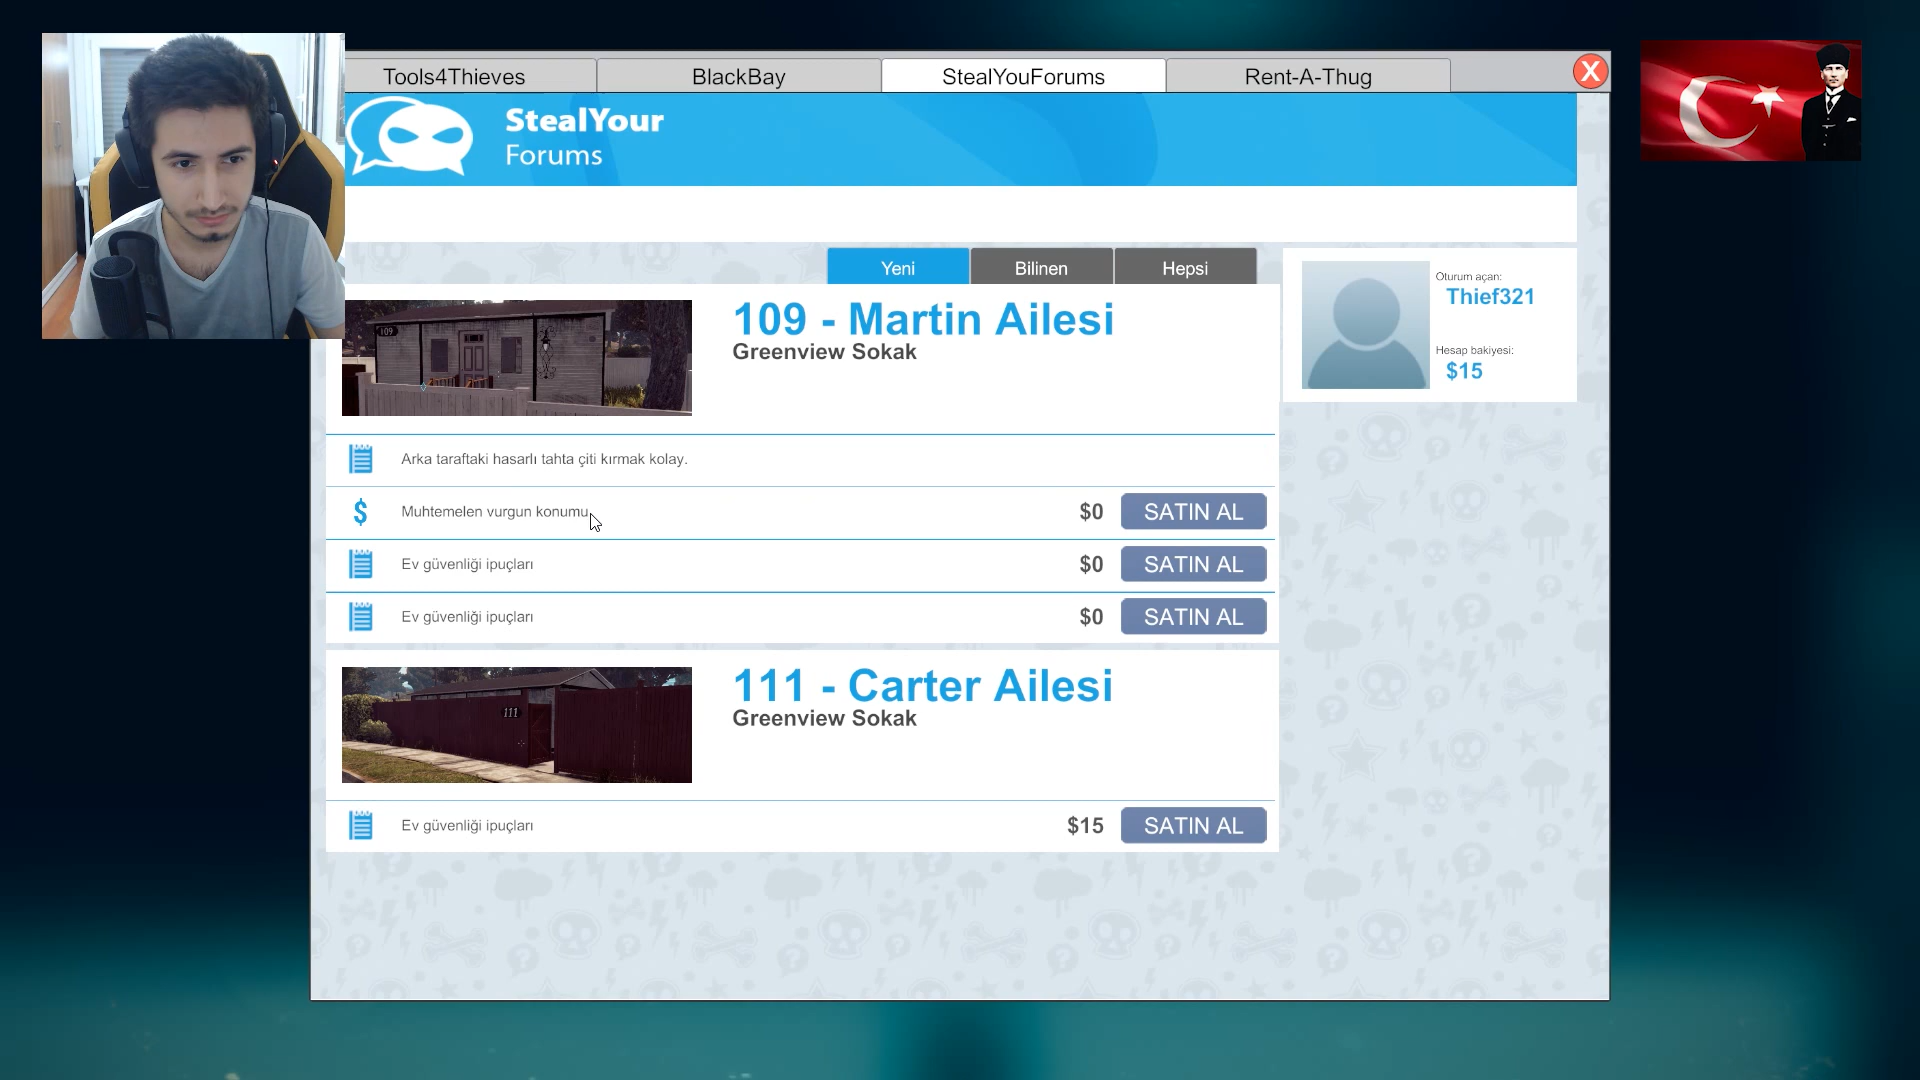 Tools4Thieves
BlackBay
StealYouForums
Rent-A-Thug
X
StealYour
Forums
Yeni
Bilinen
Hepsi
Oturum açan:
Thief321
Hesap bakiyesi:
$15
109
109 - Martin Ailesi
Greenview Sokak
Arka taraftaki hasarlı tahta çiti kırmak kolay.
$ Muhtemelen vurgun konumu $0 SATIN AL
Ev güvenliği ipuçları $0 SATIN AL
Ev güvenliği ipuçları $0 SATIN AL
111
111 - Carter Ailesi
Greenview Sokak
Ev güvenliği ipuçları $15 SATIN AL